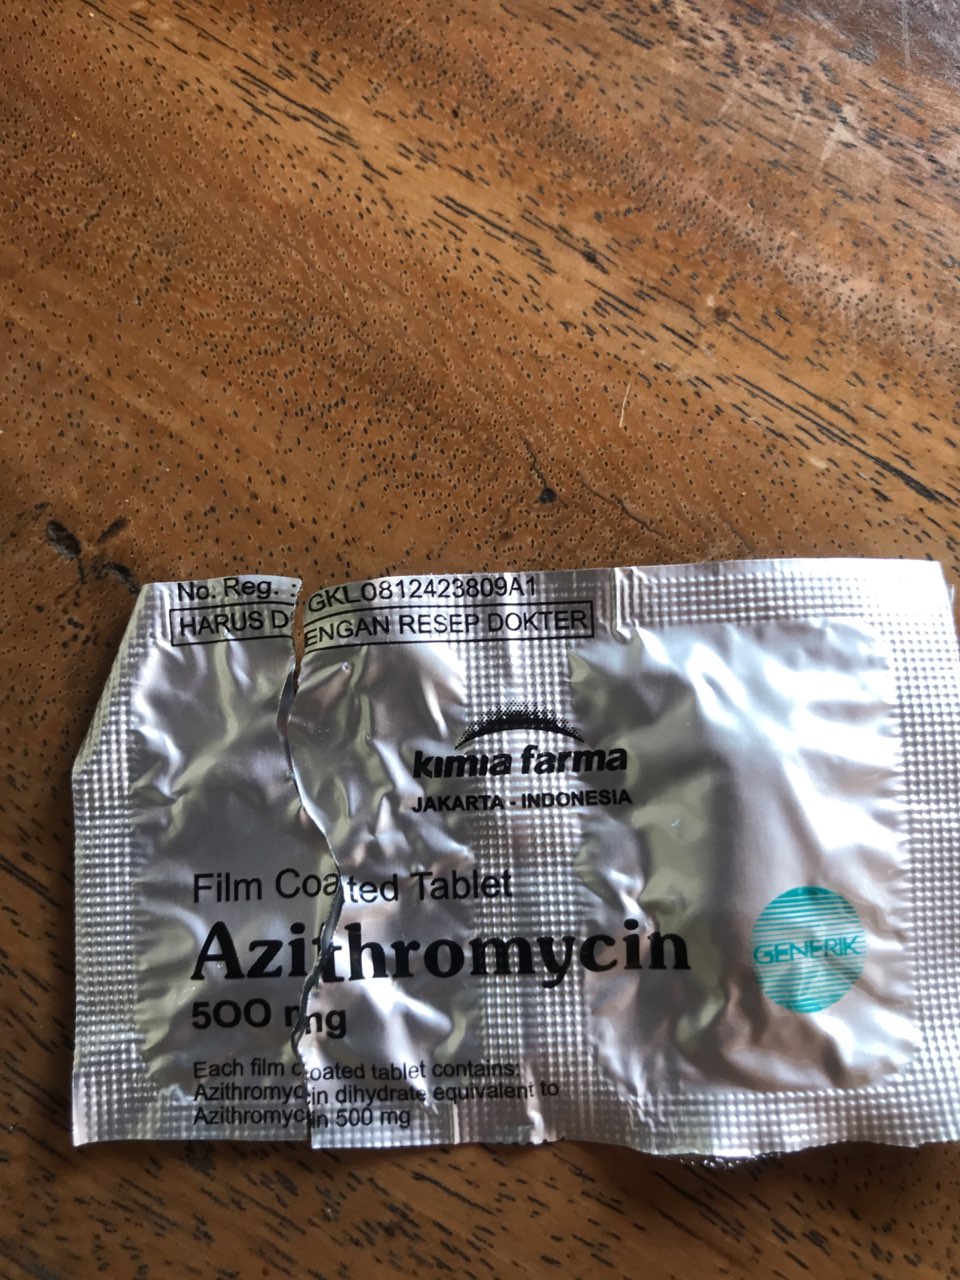 No. Reg. : GKL0812423809A1
HARUS DENGAN RESEP DOKTER
kimia farma
JAKARTA - INDONESIA
Film Coated Tablet
Azithromycin
500 mg
GENERIK
Each film coated tablet contains:
Azithromycin dihydrate equivalent to
Azithromycin 500 mg